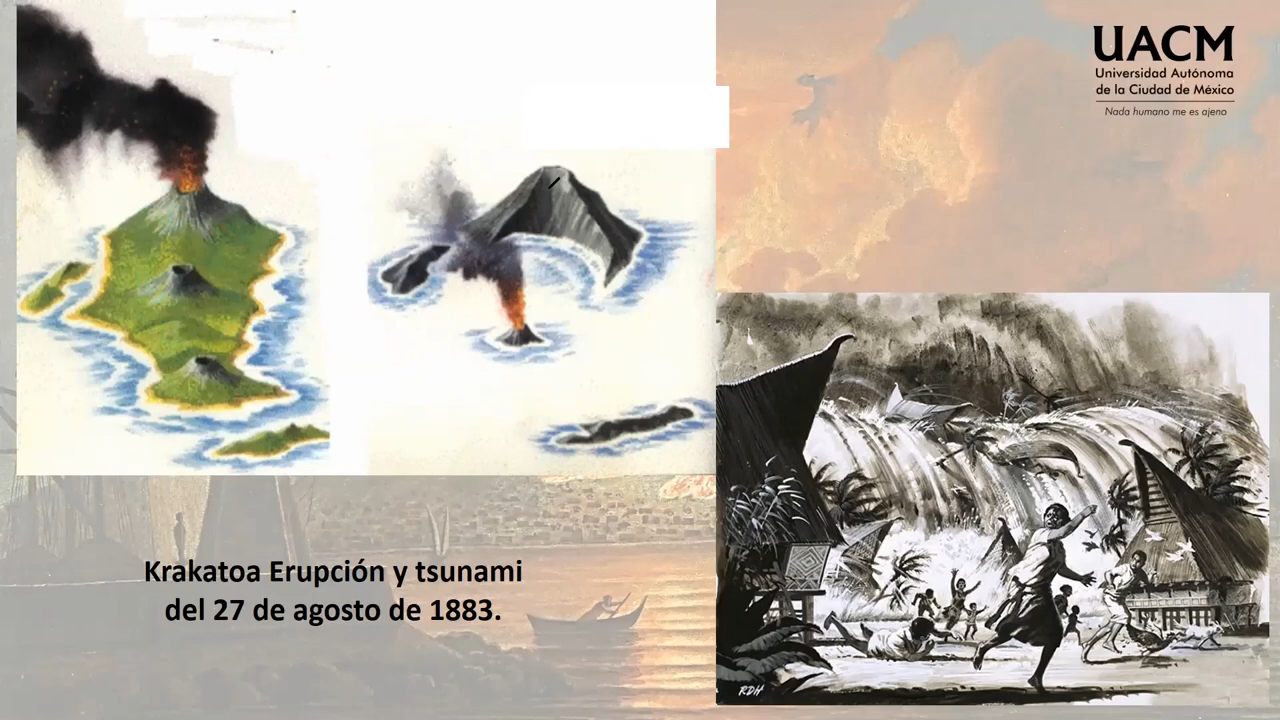 UACM
Universidad Autónoma
de la Ciudad de México
Nada humano me es ajeno
Krakatoa Erupción y tsunami
del 27 de agosto de 1883.
RDH